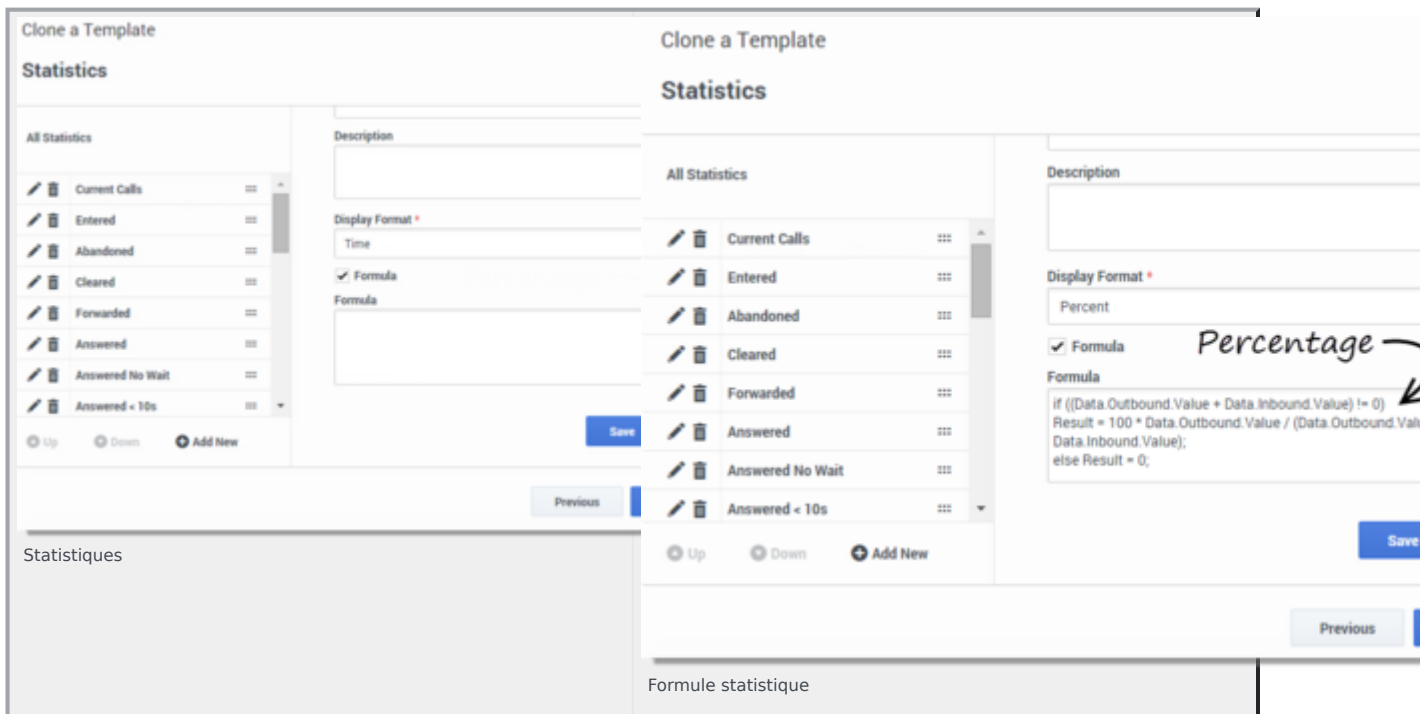 Clone a Template
Statistics
All Statistics
Current Calls
Entered
Abandoned
Cleared
Forwarded
Answered
Answered No Wait
Answered < 10s
Up Down Add New
Description
Display Format *
Time
Formula
Formula
Save
Previous
Statistiques
Clone a Template
Statistics
All Statistics
Current Calls
Entered
Abandoned
Cleared
Forwarded
Answered
Answered No Wait
Answered < 10s
Up Down Add New
Description
Display Format *
Percent
Formula
Percentage
Formula
if ((Data.Outbound.Value + Data.Inbound.Value) != 0)
Result = 100 * Data.Outbound.Value / (Data.Outbound.Valu
Data.Inbound.Value);
else Result = 0;
Save
Previous
Formule statistique